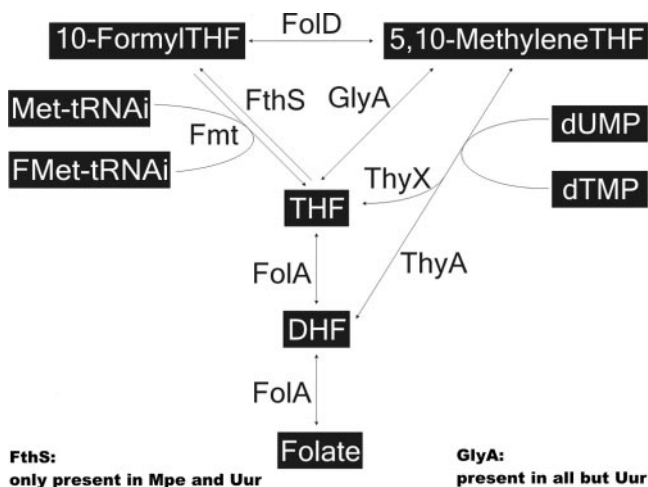 FolD
10-FormylTHF
5,10-MethyleneTHF
FthS
GlyA
Met-tRNAi
Fmt
FMet-tRNAi
dUMP
ThyX
dTMP
THF
FolA
ThyA
DHF
FolA
Folate
FthS:
only present in Mpe and Uur
GlyA:
present in all but Uur